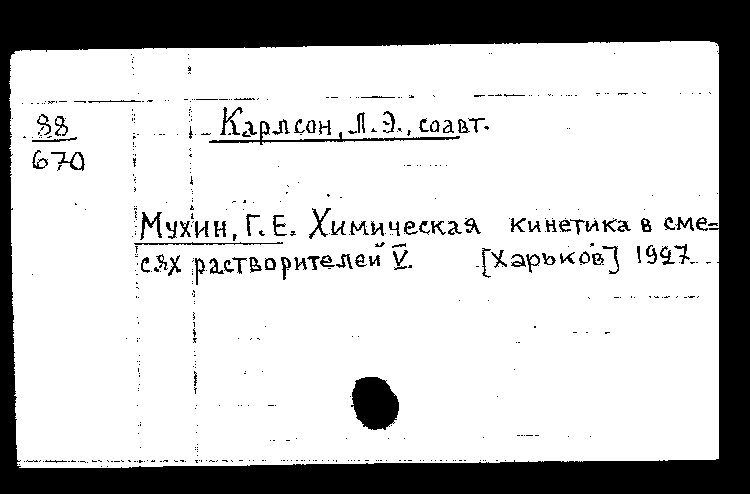 88
670
Карлсон, Л.Э., соавт.
Мухин, Г.Е. Химическая кинетика в сме=
сях растворителей V. [Харьков] 1927